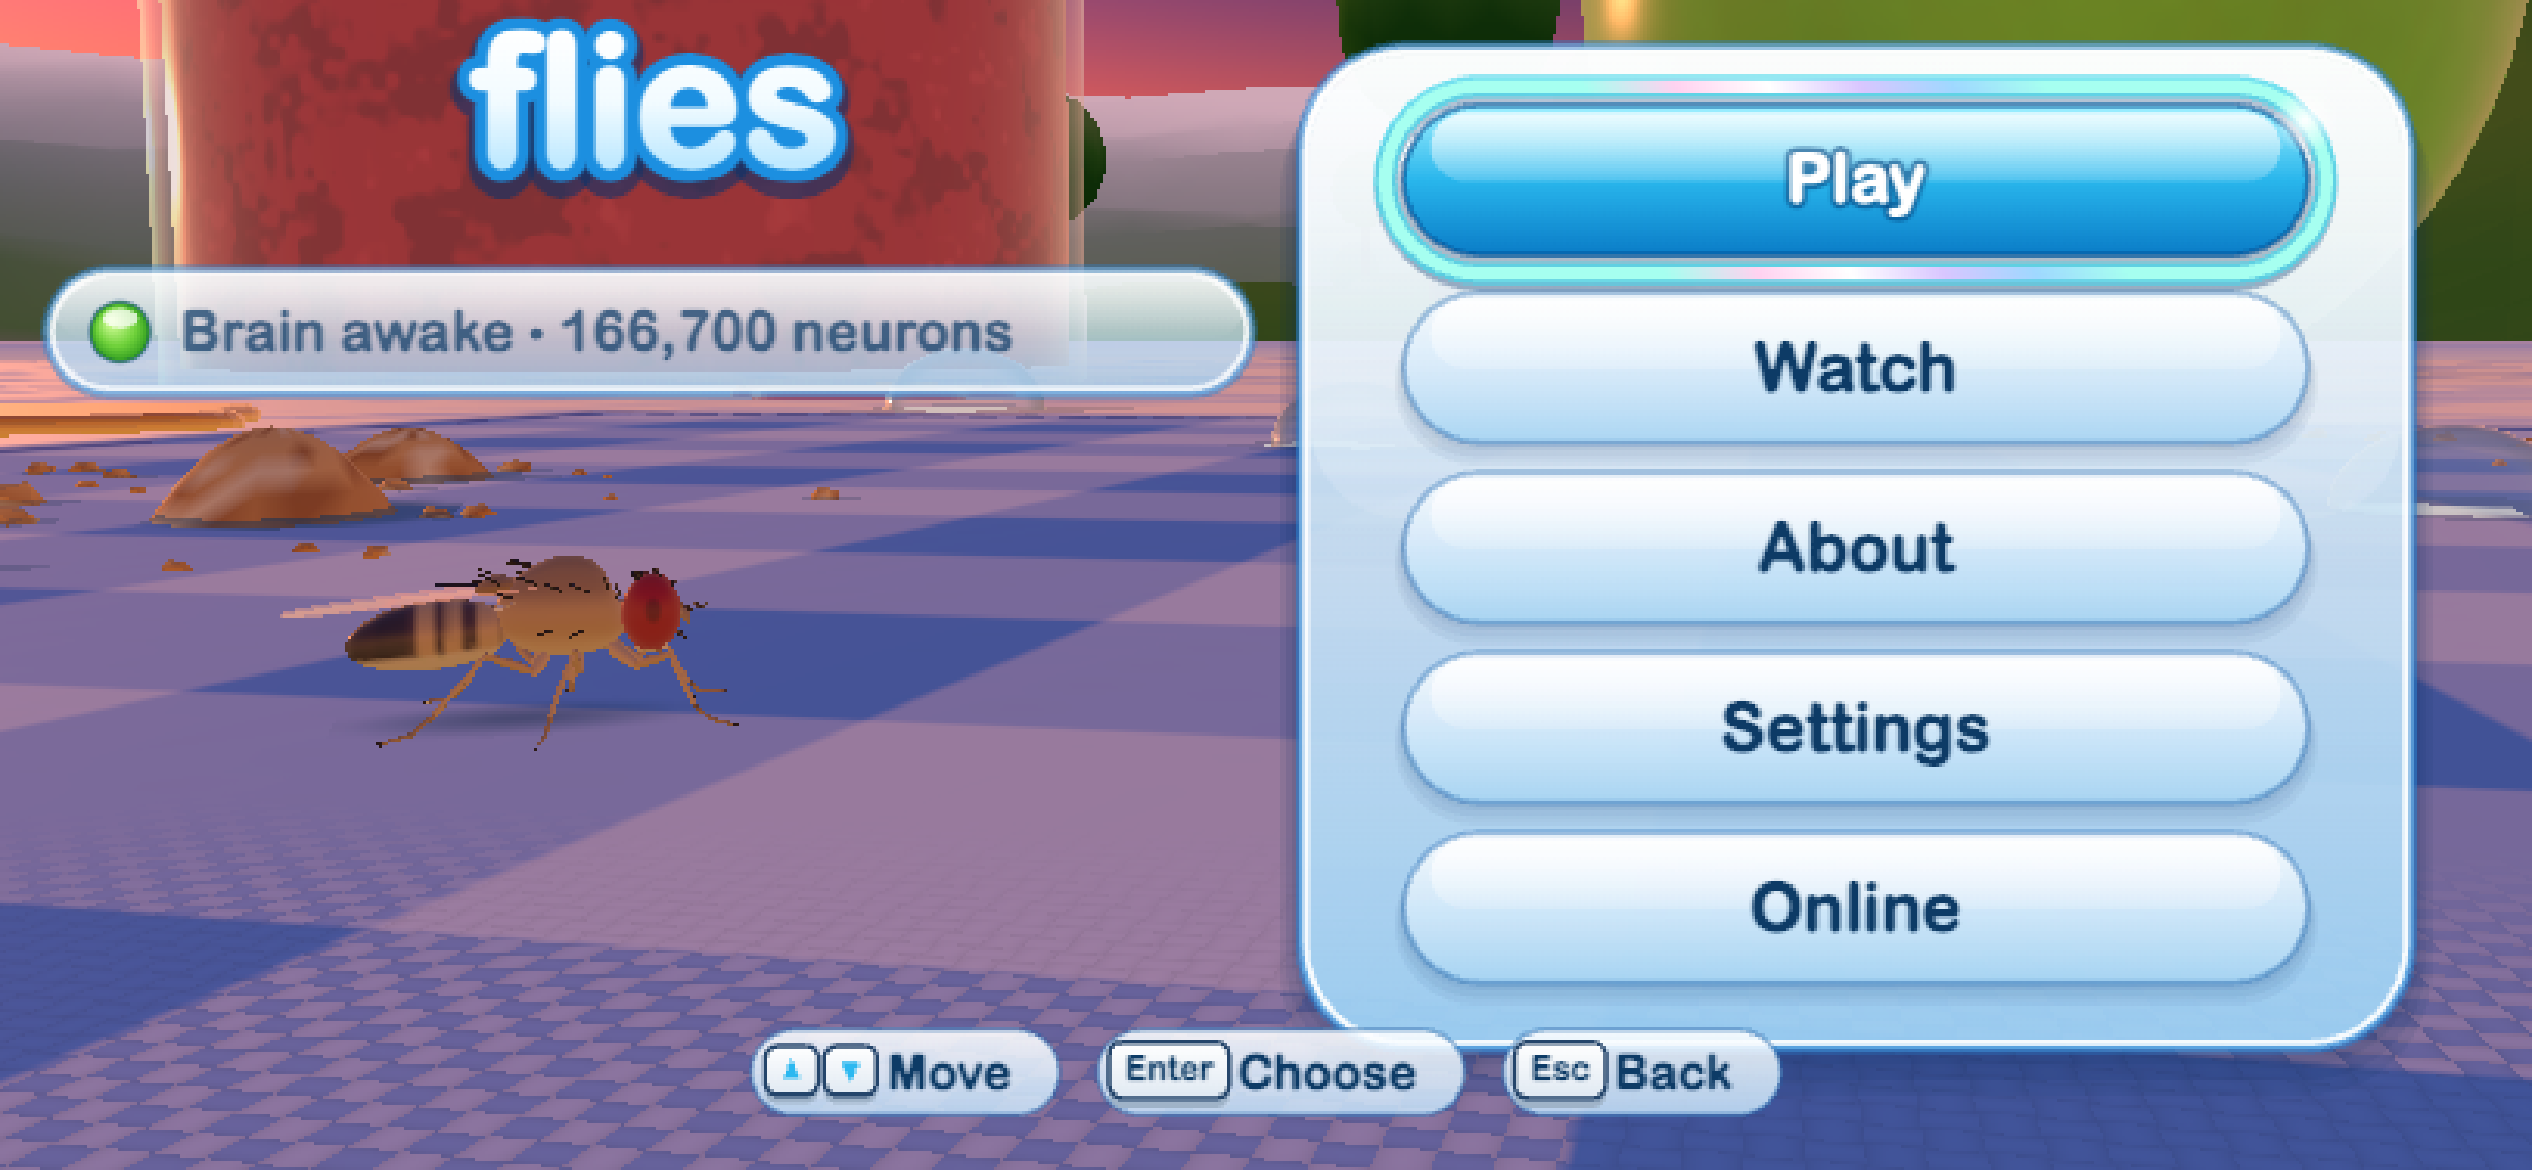 flies
Brain awake · 166,700 neurons
Play
Watch
About
Settings
Online
▲ ▼ Move Enter Choose Esc Back